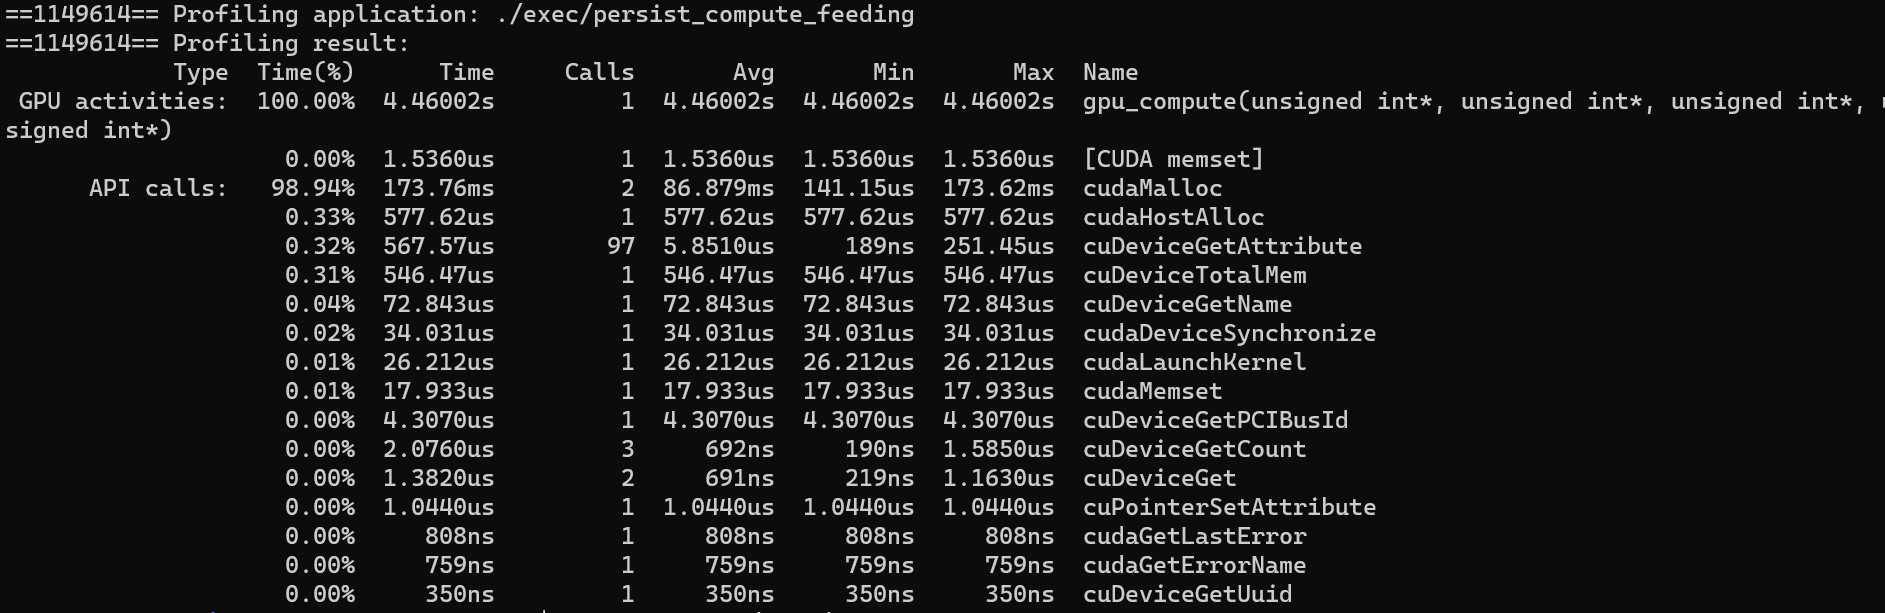 ==1149614== Profiling application: ./exec/persist_compute_feeding
==1149614== Profiling result:
            Type  Time(%)      Time     Calls       Avg       Min       Max  Name
 GPU activities:  100.00%  4.46002s         1  4.46002s  4.46002s  4.46002s  gpu_compute(unsigned int*, unsigned int*, unsigned int*,
signed int*)
                    0.00%  1.5360us         1  1.5360us  1.5360us  1.5360us  [CUDA memset]
      API calls:   98.94%  173.76ms         2  86.879ms  141.15us  173.62ms  cudaMalloc
                    0.33%  577.62us         1  577.62us  577.62us  577.62us  cudaHostAlloc
                    0.32%  567.57us        97  5.8510us     189ns  251.45us  cuDeviceGetAttribute
                    0.31%  546.47us         1  546.47us  546.47us  546.47us  cuDeviceTotalMem
                    0.04%  72.843us         1  72.843us  72.843us  72.843us  cuDeviceGetName
                    0.02%  34.031us         1  34.031us  34.031us  34.031us  cudaDeviceSynchronize
                    0.01%  26.212us         1  26.212us  26.212us  26.212us  cudaLaunchKernel
                    0.01%  17.933us         1  17.933us  17.933us  17.933us  cudaMemset
                    0.00%  4.3070us         1  4.3070us  4.3070us  4.3070us  cuDeviceGetPCIBusId
                    0.00%  2.0760us         3     692ns     190ns  1.5850us  cuDeviceGetCount
                    0.00%  1.3820us         2     691ns     219ns  1.1630us  cuDeviceGet
                    0.00%  1.0440us         1  1.0440us  1.0440us  1.0440us  cuPointerSetAttribute
                    0.00%     808ns         1     808ns     808ns     808ns  cudaGetLastError
                    0.00%     759ns         1     759ns     759ns     759ns  cudaGetErrorName
                    0.00%     350ns         1     350ns     350ns     350ns  cuDeviceGetUuid